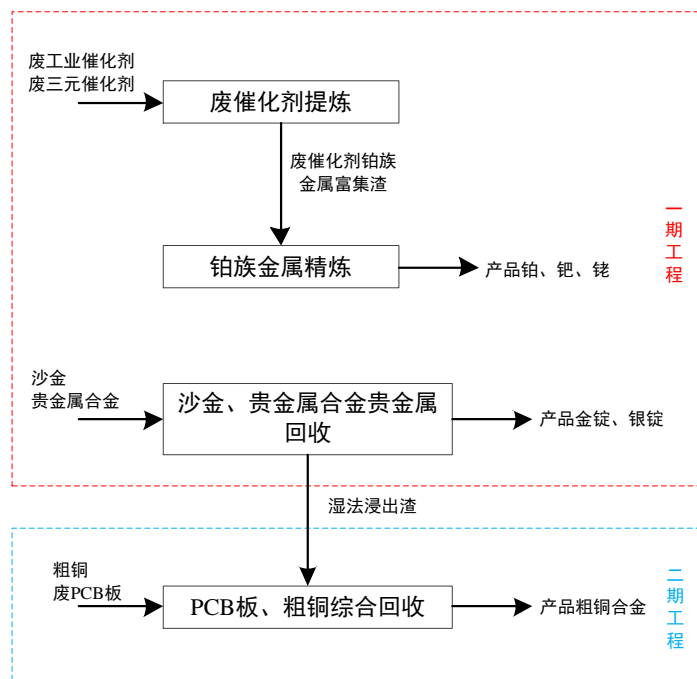 废工业催化剂
废三元催化剂
废催化剂提炼
废催化剂铂族
金属富集渣
一期工程
铂族金属精炼
产品铂、钯、铑
沙金
贵金属合金
沙金、贵金属合金贵金属
回收
产品金锭、银锭
湿法浸出渣
粗铜
废PCB板
PCB板、粗铜综合回收
产品粗铜合金
二期工程